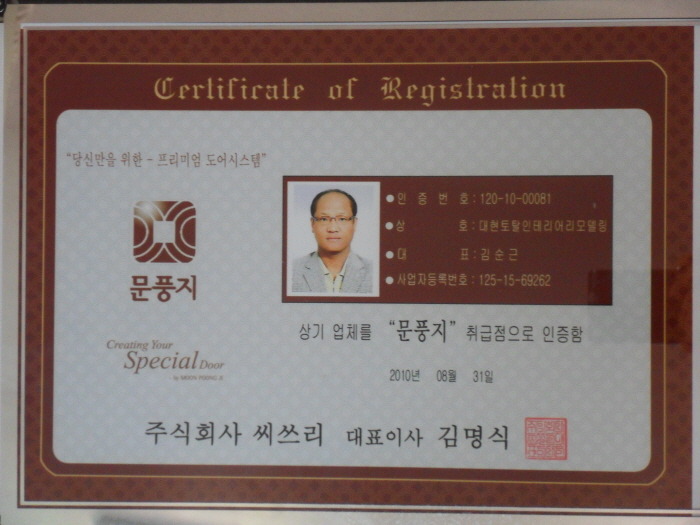 Certificate of Registration
"당신만을 위한 - 프리미엄 도어시스템"
문풍지
Creating Your
Special Door
- by MOON POONG JI
● 인 증 번 호 : 120-10-00081
● 상 호 : 대현토탈인테리어리모델링
● 대 표 : 김순근
● 사업자등록번호 : 125-15-69262
상기 업체를 "문풍지" 취급점으로 인증함
2010년 08월 31일
주식회사 씨쓰리 대표이사 김명식